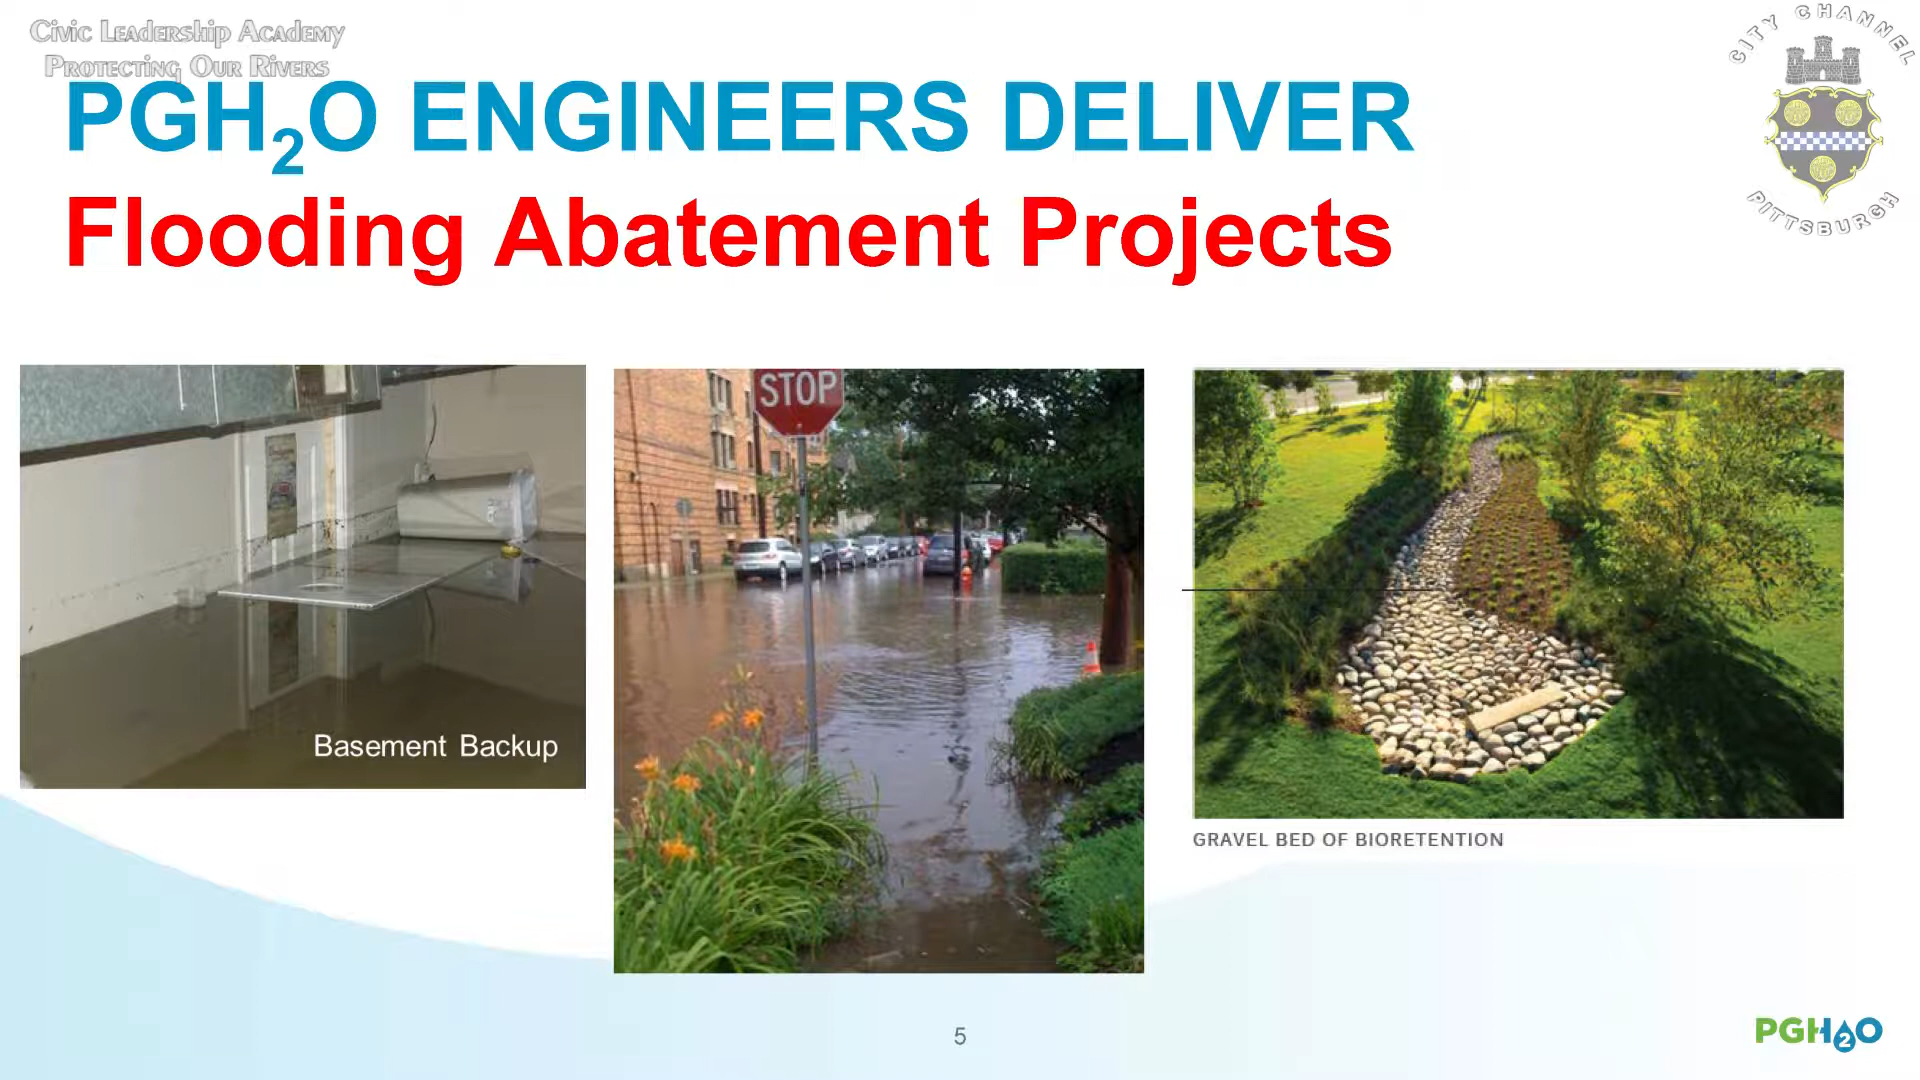 Civic Leadership Academy
Protecting Our Rivers
CITY CHANNEL
PITTSBURGH
PGH₂O ENGINEERS DELIVER
Flooding Abatement Projects
STOP
Basement Backup
GRAVEL BED OF BIORETENTION
5
PGH2O